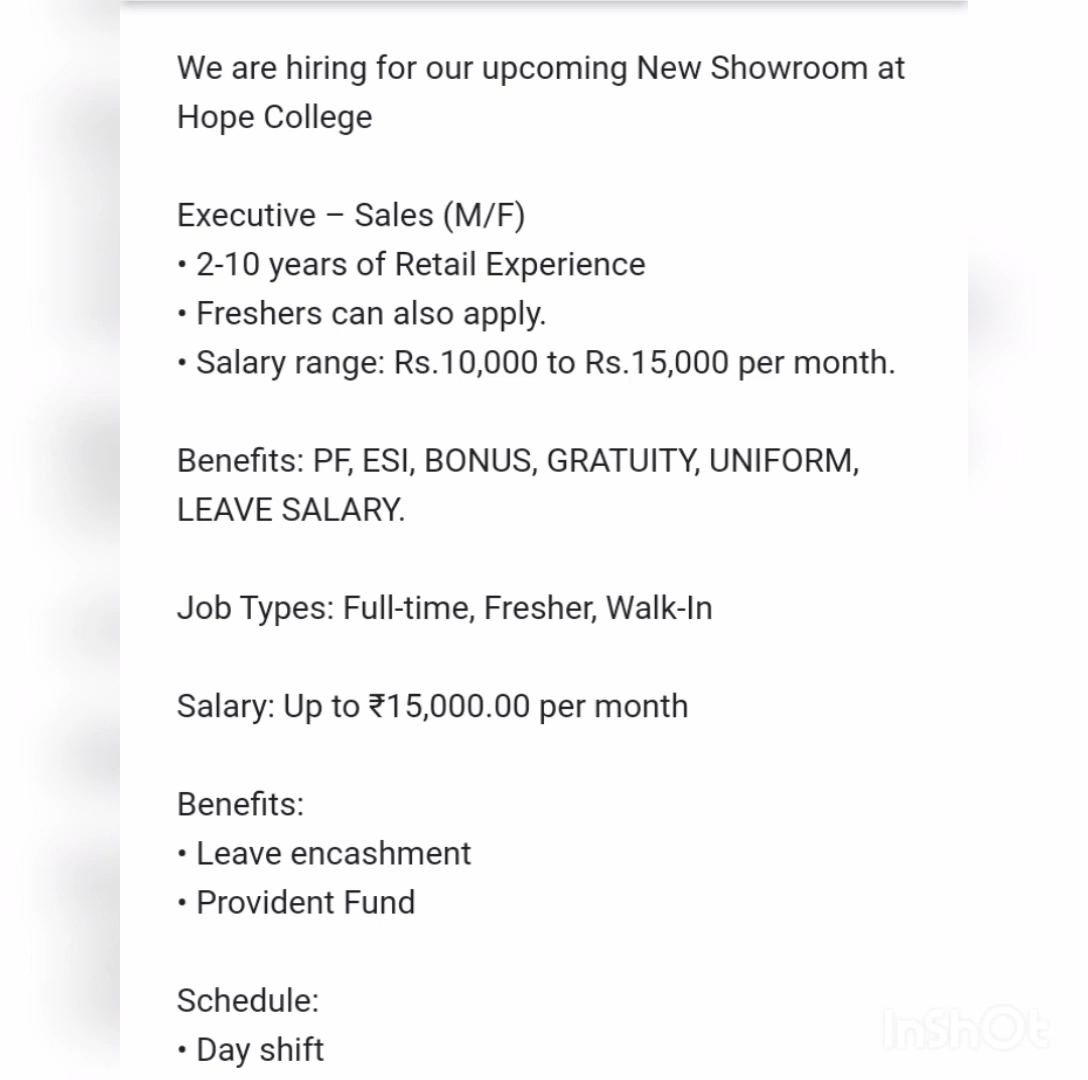 We are hiring for our upcoming New Showroom at
Hope College
Executive – Sales (M/F)
• 2-10 years of Retail Experience
• Freshers can also apply.
• Salary range: Rs.10,000 to Rs.15,000 per month.
Benefits: PF, ESI, BONUS, GRATUITY, UNIFORM,
LEAVE SALARY.
Job Types: Full-time, Fresher, Walk-In
Salary: Up to ₹15,000.00 per month
Benefits:
• Leave encashment
• Provident Fund
Schedule:
• Day shift
InShOt